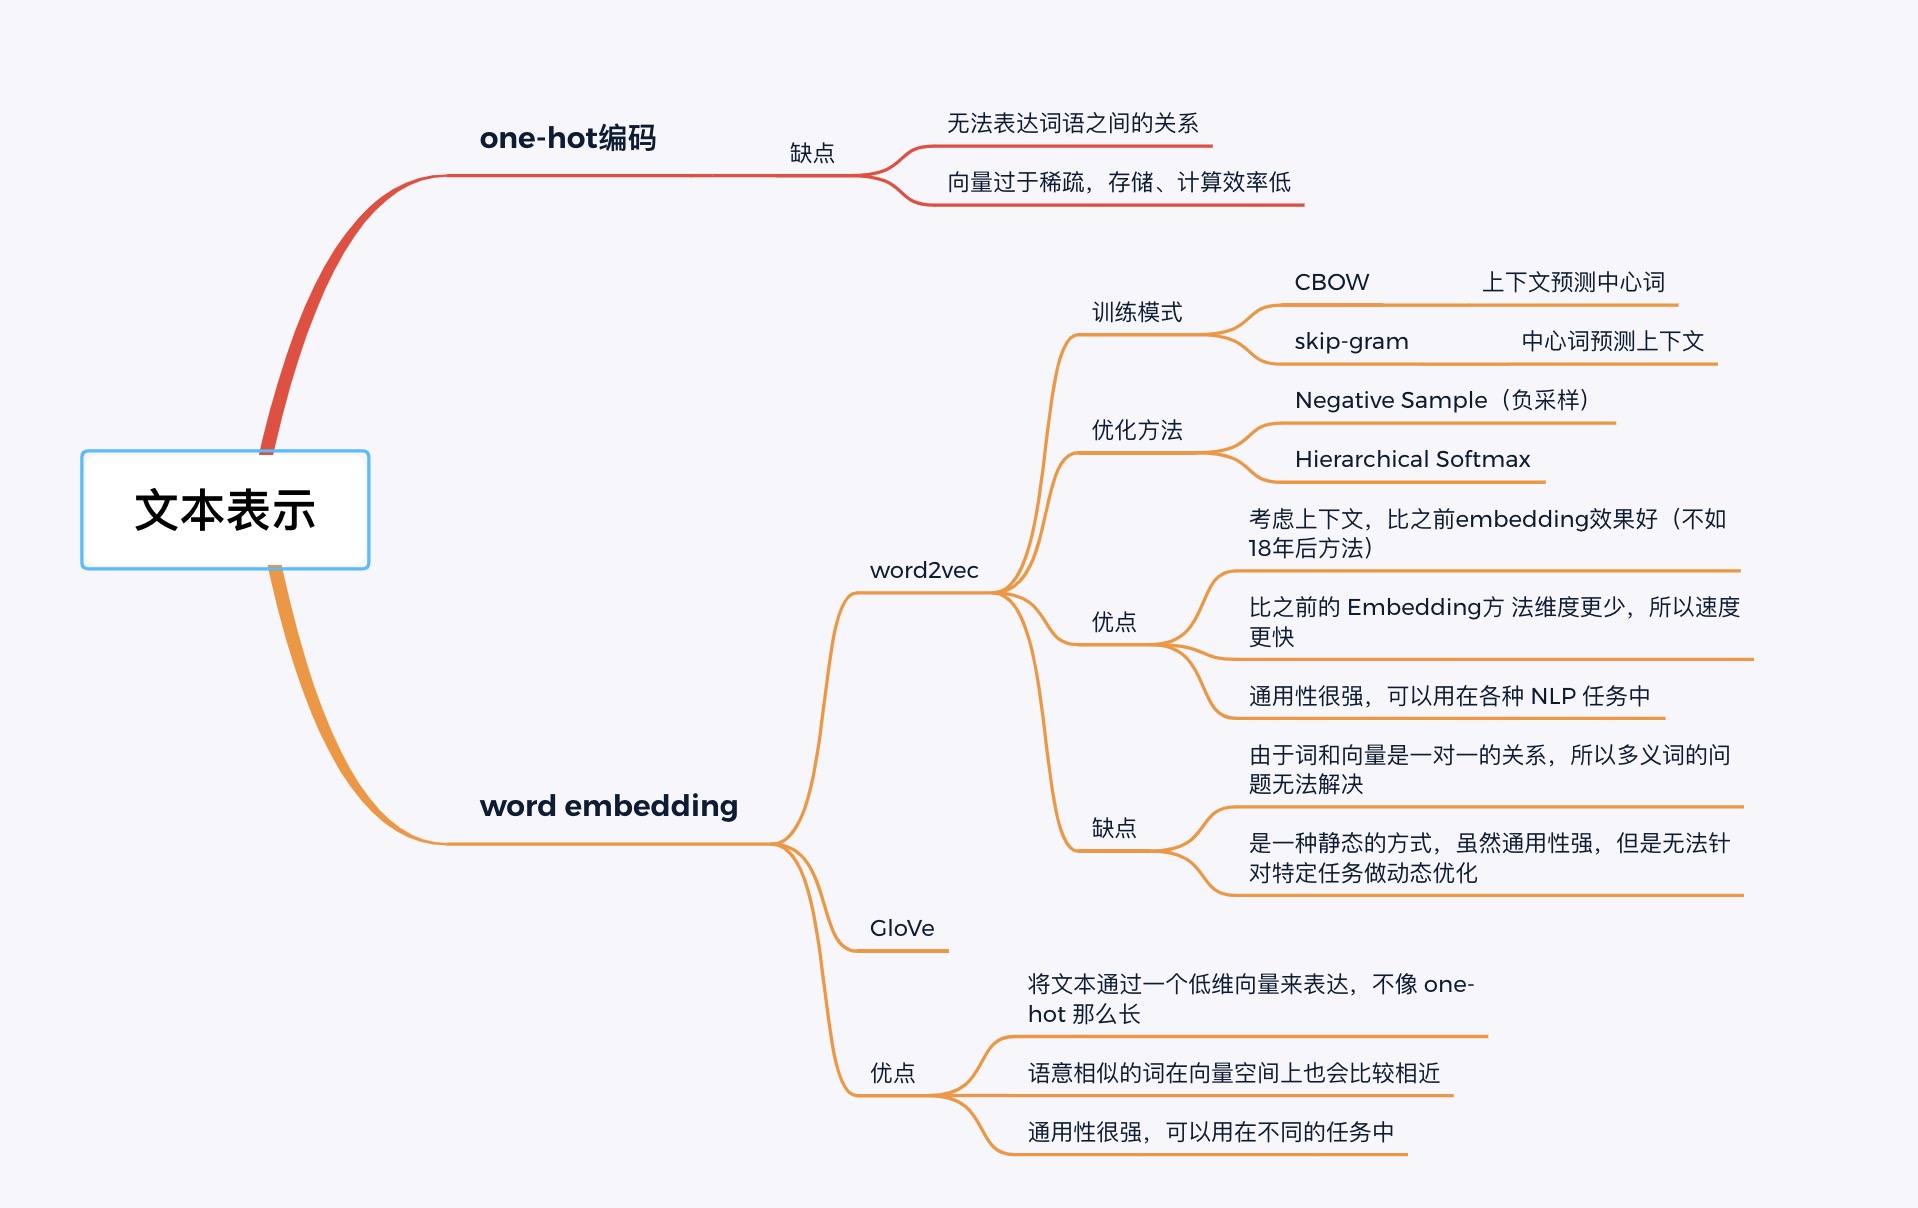 文本表示
one-hot编码
缺点
无法表达词语之间的关系
向量过于稀疏，存储、计算效率低
word embedding
word2vec
训练模式
CBOW
上下文预测中心词
skip-gram
中心词预测上下文
优化方法
Negative Sample（负采样）
Hierarchical Softmax
优点
考虑上下文，比之前embedding效果好（不如
18年后方法）
比之前的 Embedding方 法维度更少，所以速度
更快
通用性很强，可以用在各种 NLP 任务中
缺点
由于词和向量是一对一的关系，所以多义词的问
题无法解决
是一种静态的方式，虽然通用性强，但是无法针
对特定任务做动态优化
GloVe
优点
将文本通过一个低维向量来表达，不像 one-
hot 那么长
语意相似的词在向量空间上也会比较相近
通用性很强，可以用在不同的任务中